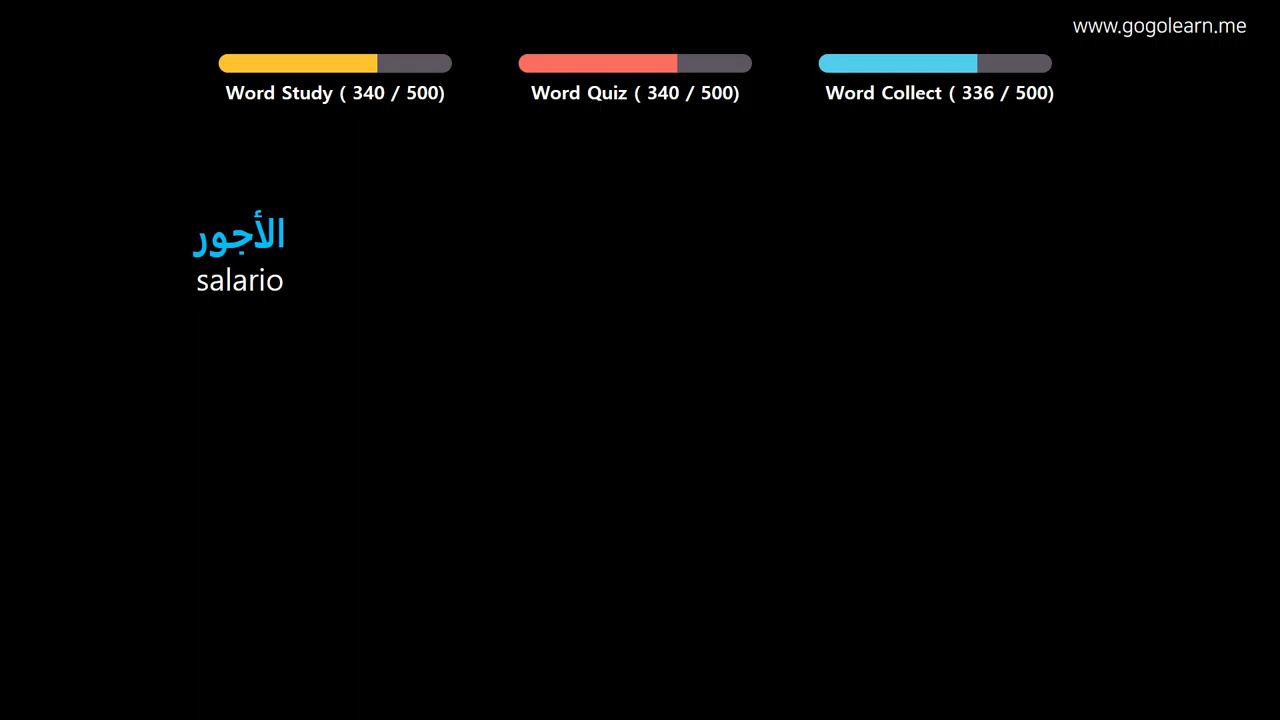 www.gogolearn.me
Word Study ( 340 / 500)
Word Quiz ( 340 / 500)
Word Collect ( 336 / 500)
الأجور
salario